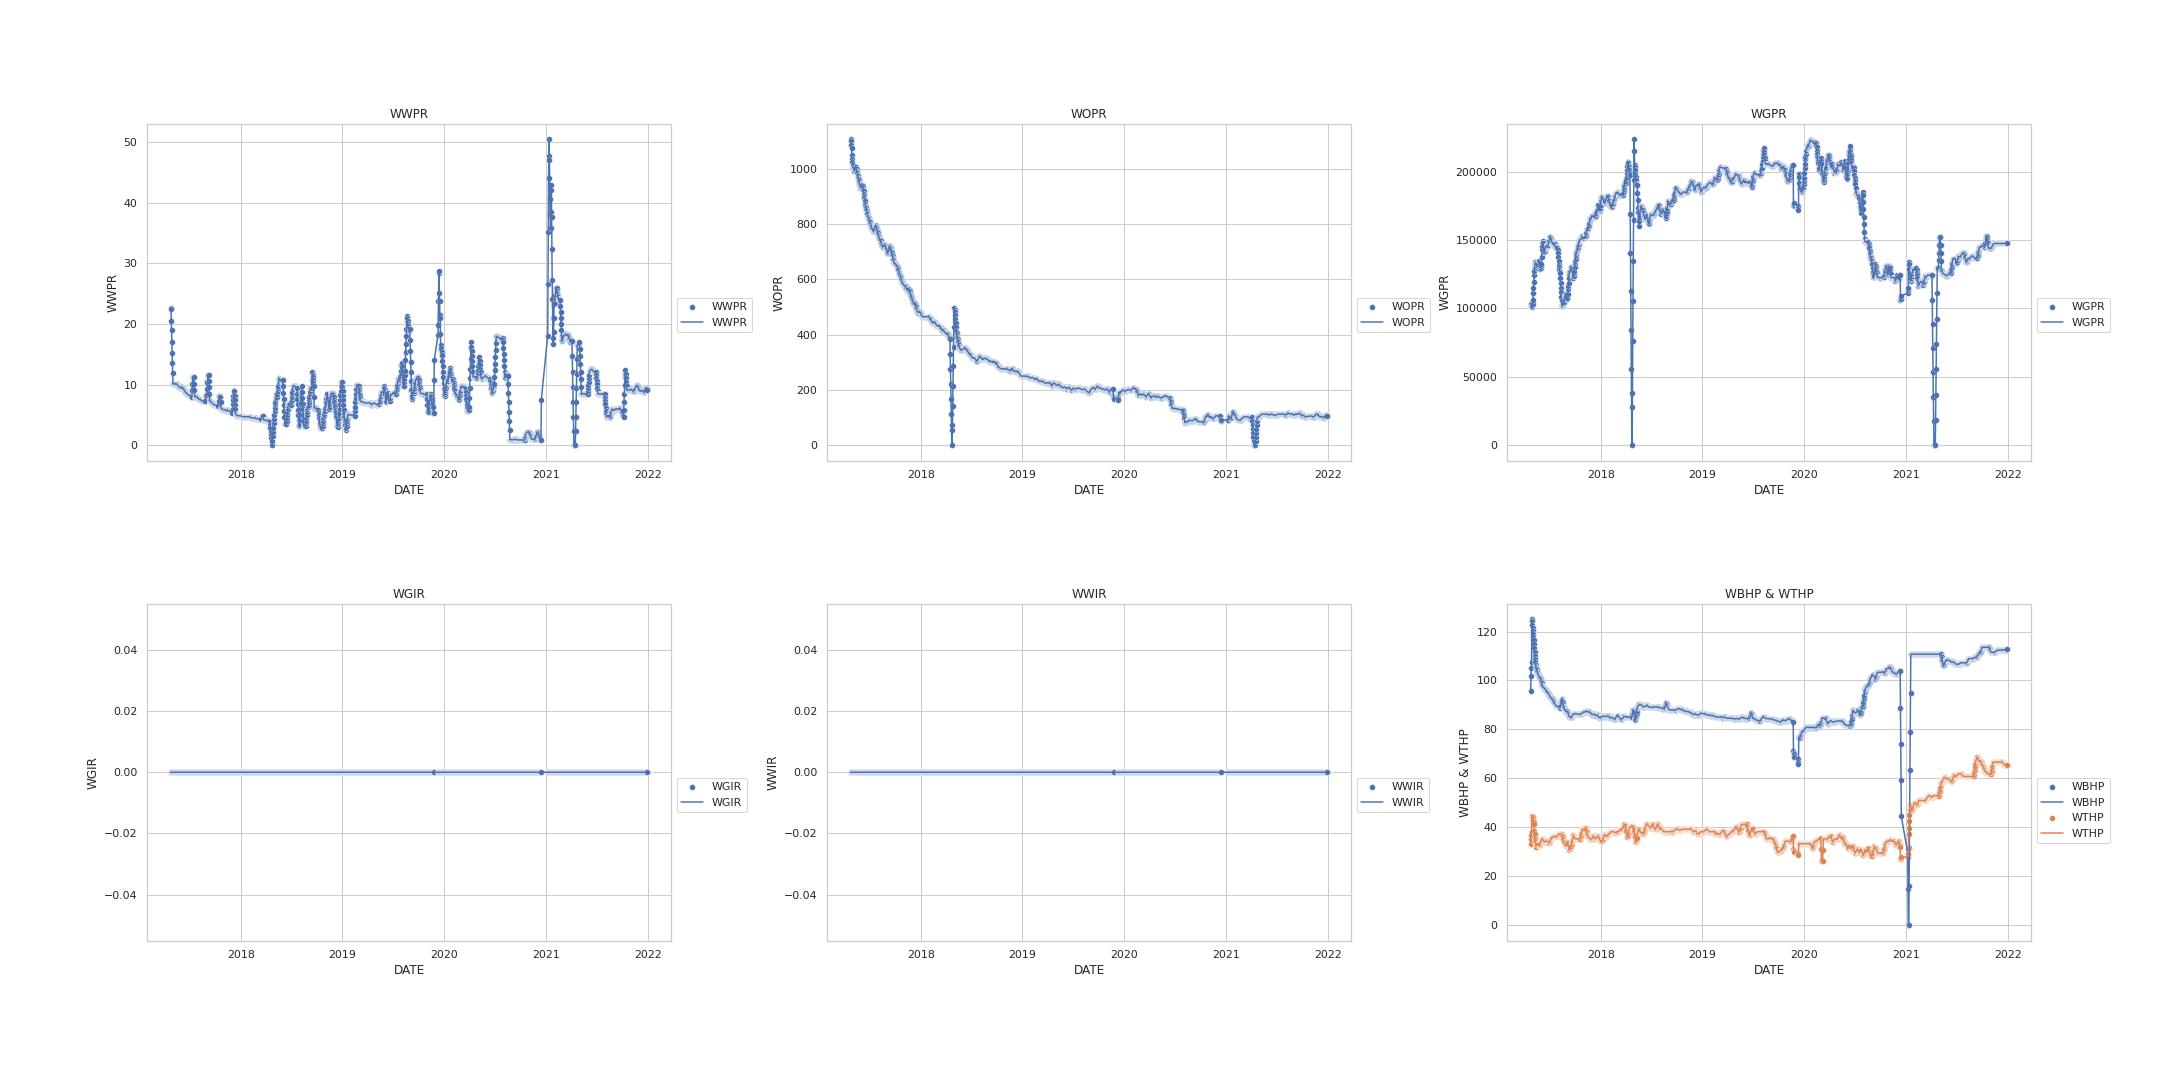 WWPR
50
40
30
20
10
0
WWPR
2018 2019 2020 2021 2022
DATE
WWPR
WWPR
WOPR
1000
800
600
400
200
0
WOPR
2018 2019 2020 2021 2022
DATE
WOPR
WOPR
WGPR
200000
150000
100000
50000
0
WGPR
2018 2019 2020 2021 2022
DATE
WGPR
WGPR
WGIR
0.04
0.02
0.00
−0.02
−0.04
WGIR
2018 2019 2020 2021 2022
DATE
WGIR
WGIR
WWIR
0.04
0.02
0.00
−0.02
−0.04
WWIR
2018 2019 2020 2021 2022
DATE
WWIR
WWIR
WBHP & WTHP
120
100
80
60
40
20
0
WBHP & WTHP
2018 2019 2020 2021 2022
DATE
WBHP
WBHP
WTHP
WTHP